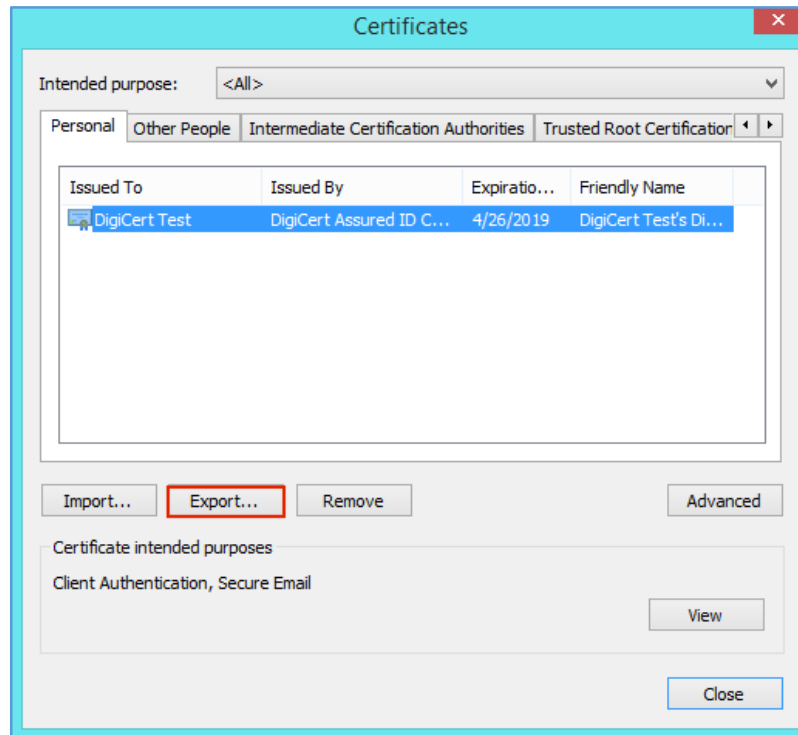 Certificates
Intended purpose: <All>
Personal Other People Intermediate Certification Authorities Trusted Root Certification
Issued To Issued By Expiratio... Friendly Name
DigiCert Test DigiCert Assured ID C... 4/26/2019 DigiCert Test's Di...
Import... Export... Remove Advanced
Certificate intended purposes
Client Authentication, Secure Email
View
Close